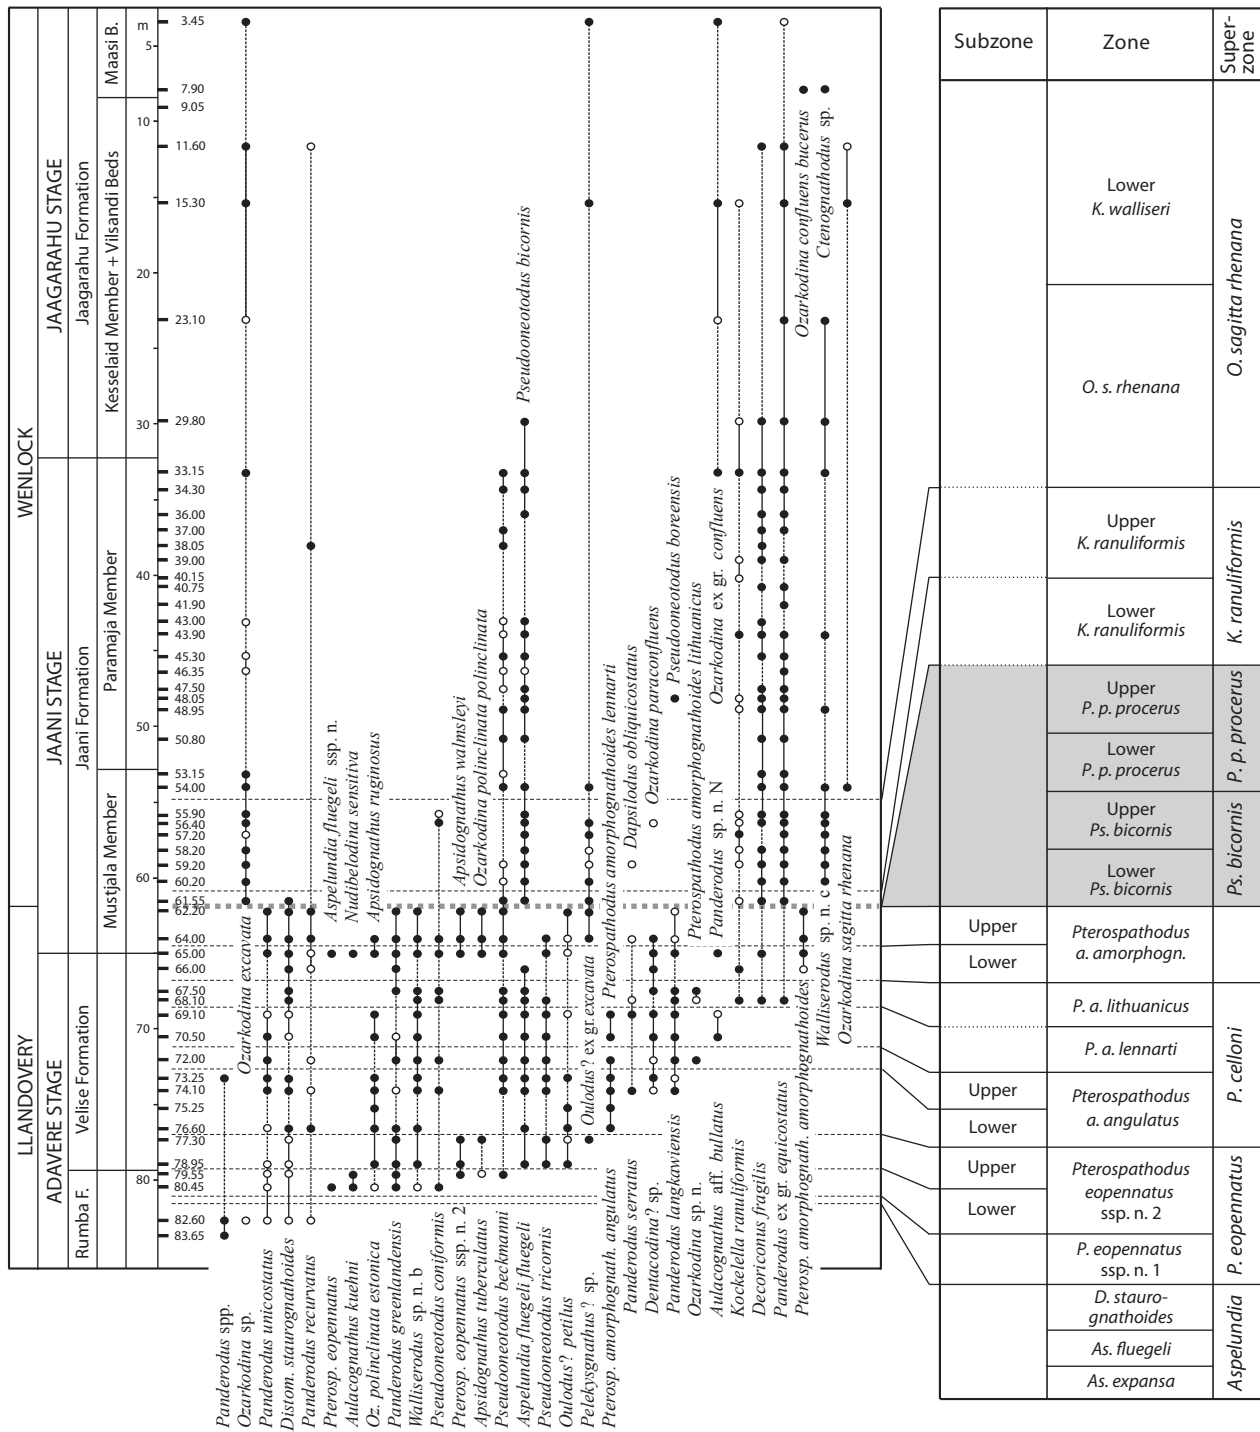 WENLOCK
LLANDOVERY
JAAGARAHU STAGE
JAANI STAGE
ADAVERE STAGE
Jaagarahu Formation
Jaani Formation
Velise Formation
Rumba F.
Maasi B.
Kesselaid Member + Vilsandi Beds
Paramaja Member
Mustjala Member
m
5
10
20
30
40
50
60
70
80
3.45
7.90
9.05
11.60
15.30
23.10
29.80
33.15
34.30
36.00
37.00
38.05
39.00
40.15
40.75
41.90
43.00
43.90
45.30
46.35
47.50
48.05
48.95
50.80
53.15
54.00
55.90
56.40
57.20
58.20
59.20
60.20
61.55
62.20
64.00
65.00
66.00
67.50
68.10
69.10
70.50
72.00
73.25
74.10
75.25
76.60
77.30
78.95
79.55
80.45
82.60
83.65
Panderodus spp.
Ozarkodina sp.
Ozarkodina excavata
Panderodus unicostatus
Distom. staurognathoides
Panderodus recurvatus
Pterosp. eopennatus
Aspelundia fluegeli ssp. n.
Aulacognathus kuehni
Nudibelodina sensitiva
Oz. polinclinata estonica
Apsidognathus ruginosus
Panderodus greenlandensis
Walliserodus sp. n. b
Pseudooneotodus coniformis
Pterosp. eopennatus ssp. n. 2
Apsidognathus walmsleyi
Apsidognathus tuberculatus
Ozarkodina polinclinata polinclinata
Pseudooneotodus beckmanni
Aspelundia fluegeli fluegeli
Pseudooneotodus bicornis
Pseudooneotodus tricornis
Oulodus? petilus
Pelekysgnathus? sp.
Oulodus? ex gr. excavata
Pterosp. amorphognath. angulatus
Pterospathodus amorphognathoides lennarti
Panderodus serratus
Dapsilodus obliquicostatus
Dentacodina? sp.
Ozarkodina paraconfluens
Panderodus langkawiensis
Pseudoneotodus boreensis
Ozarkodina sp. n.
Pterospathodus amorphognathoides lithuanicus
Aulacognathus aff. bullatus
Panderodus sp. n. N
Ozarkodina ex gr. confluens
Kockelella ranuliformis
Decoriconus fragilis
Panderodus ex gr. equicostatus
Pterosp. amorphognath. amorphognathoides
Ozarkodina confluens bucerus
Walliserodus sp. n. c
Ctenognathodus sp.
Ozarkodina sagitta rhenana
Subzone
Zone
Super-
zone
Lower
K. walliseri
O. s. rhenana
O. sagitta rhenana
Upper
K. ranuliformis
Lower
K. ranuliformis
K. ranuliformis
Upper
P. p. procerus
Lower
P. p. procerus
P. p. procerus
Upper
Ps. bicornis
Lower
Ps. bicornis
Ps. bicornis
Upper
Lower
Pterospathodus
a. amorphogn.
P. a. lithuanicus
P. a. lennarti
Upper
Lower
Pterospathodus
a. angulatus
P. celloni
Upper
Lower
Pterospathodus
eopennatus
ssp. n. 2
P. eopennatus
ssp. n. 1
P. eopennatus
D. stauro-
gnathoides
As. fluegeli
As. expansa
Aspelundia